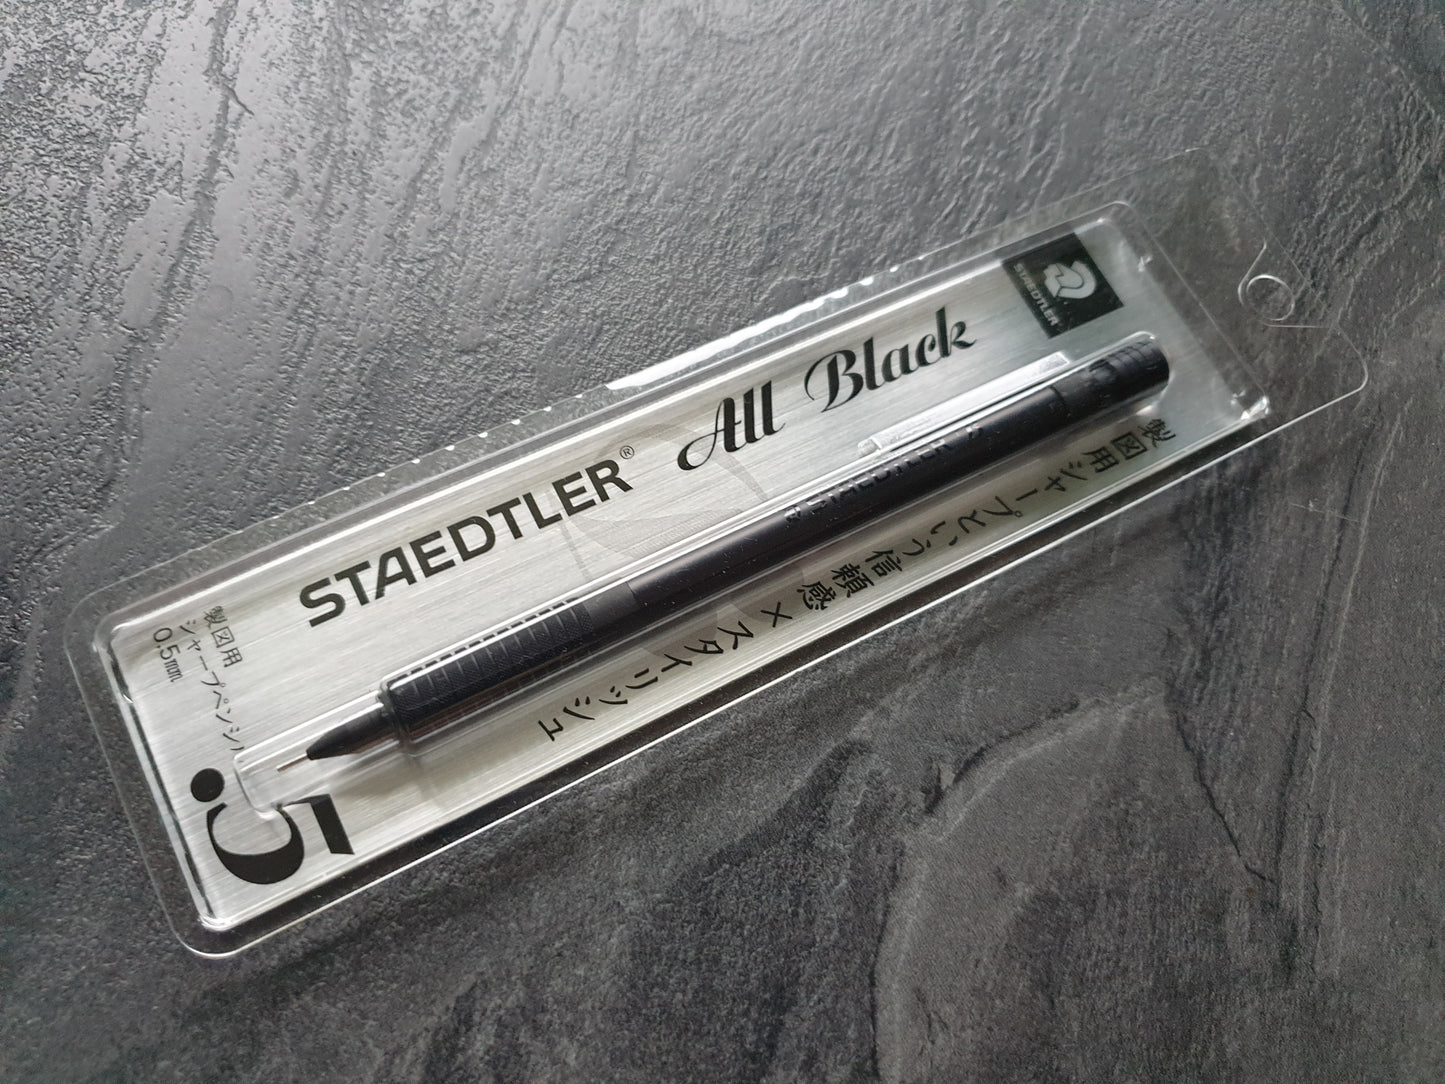 STAEDTLER
STAEDTLER® All Black
製図用
シャープペンシル
0.5mm
.5
製図用シャープという信頼感 × スタイリッシュ